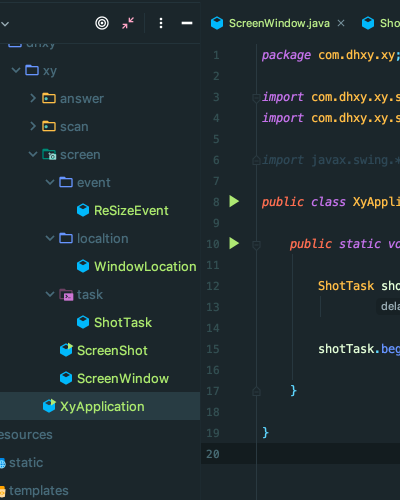 dhxy
xy
answer
scan
screen
event
ReSizeEvent
localtion
WindowLocation
task
ShotTask
ScreenShot
ScreenWindow
XyApplication
esources
static
templates
ScreenWindow.java
Sho
1 package com.dhxy.xy;
2
3 import com.dhxy.xy.s
4 import com.dhxy.xy.s
5
6 import javax.swing.*
7
8 public class XyAppli
9
10 public static vo
11
12 ShotTask sho
13 dela
14
15 shotTask.beg
16
17 }
18
19 }
20